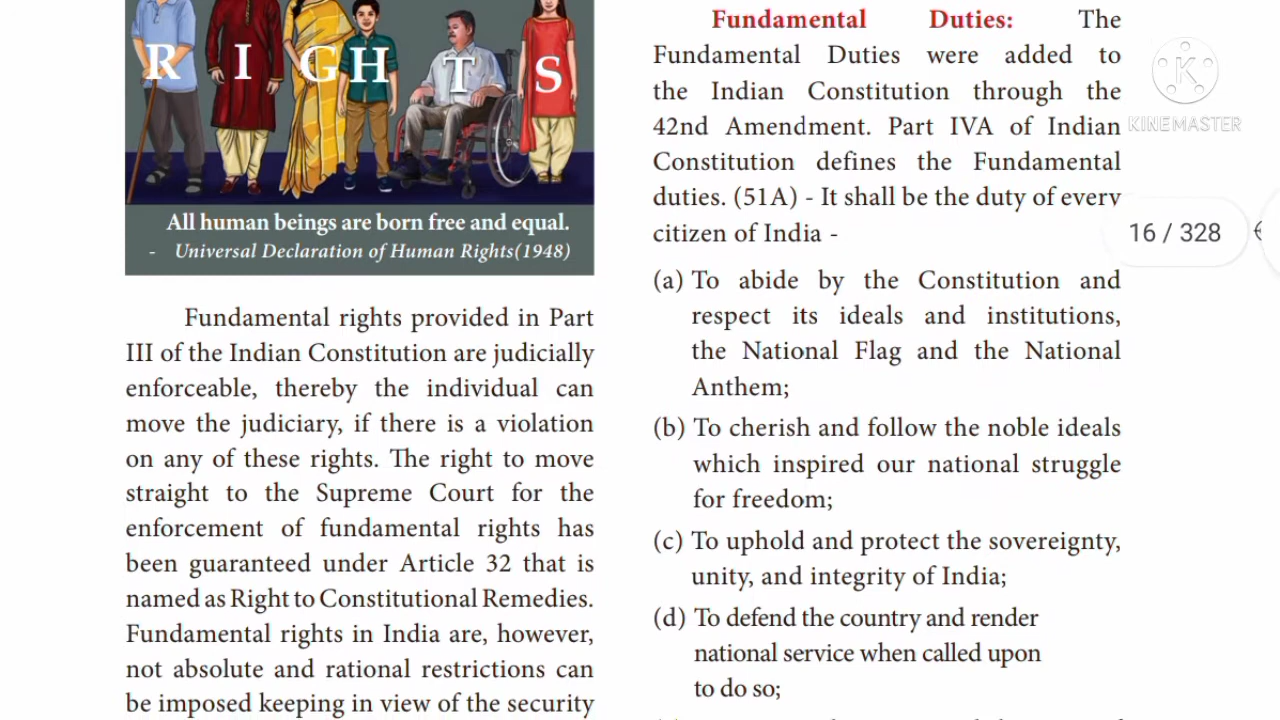 R I G H T S
All human beings are born free and equal.
- Universal Declaration of Human Rights(1948)
Fundamental rights provided in Part
III of the Indian Constitution are judicially
enforceable, thereby the individual can
move the judiciary, if there is a violation
on any of these rights. The right to move
straight to the Supreme Court for the
enforcement of fundamental rights has
been guaranteed under Article 32 that is
named as Right to Constitutional Remedies.
Fundamental rights in India are, however,
not absolute and rational restrictions can
be imposed keeping in view of the security
Fundamental Duties: The
Fundamental Duties were added to
the Indian Constitution through the
42nd Amendment. Part IVA of Indian
Constitution defines the Fundamental
duties. (51A) - It shall be the duty of every
citizen of India -
(a) To abide by the Constitution and
respect its ideals and institutions,
the National Flag and the National
Anthem;
(b) To cherish and follow the noble ideals
which inspired our national struggle
for freedom;
(c) To uphold and protect the sovereignty,
unity, and integrity of India;
(d) To defend the country and render
national service when called upon
to do so;
K
KINEMASTER
16 / 328